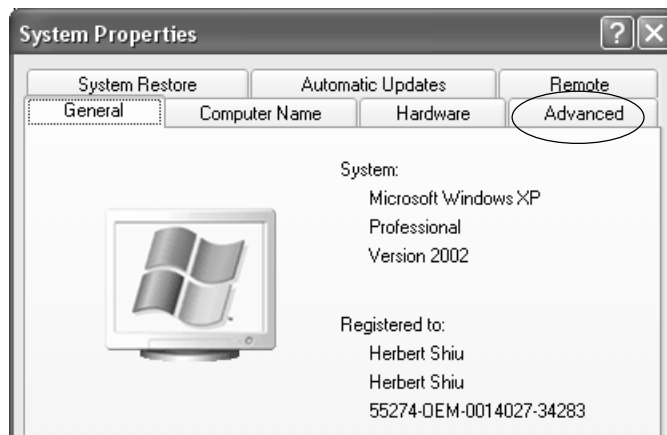 System Properties
System Restore Automatic Updates Remote
General Computer Name Hardware Advanced
System:
Microsoft Windows XP
Professional
Version 2002
Registered to:
Herbert Shiu
Herbert Shiu
55274-OEM-0014027-34283